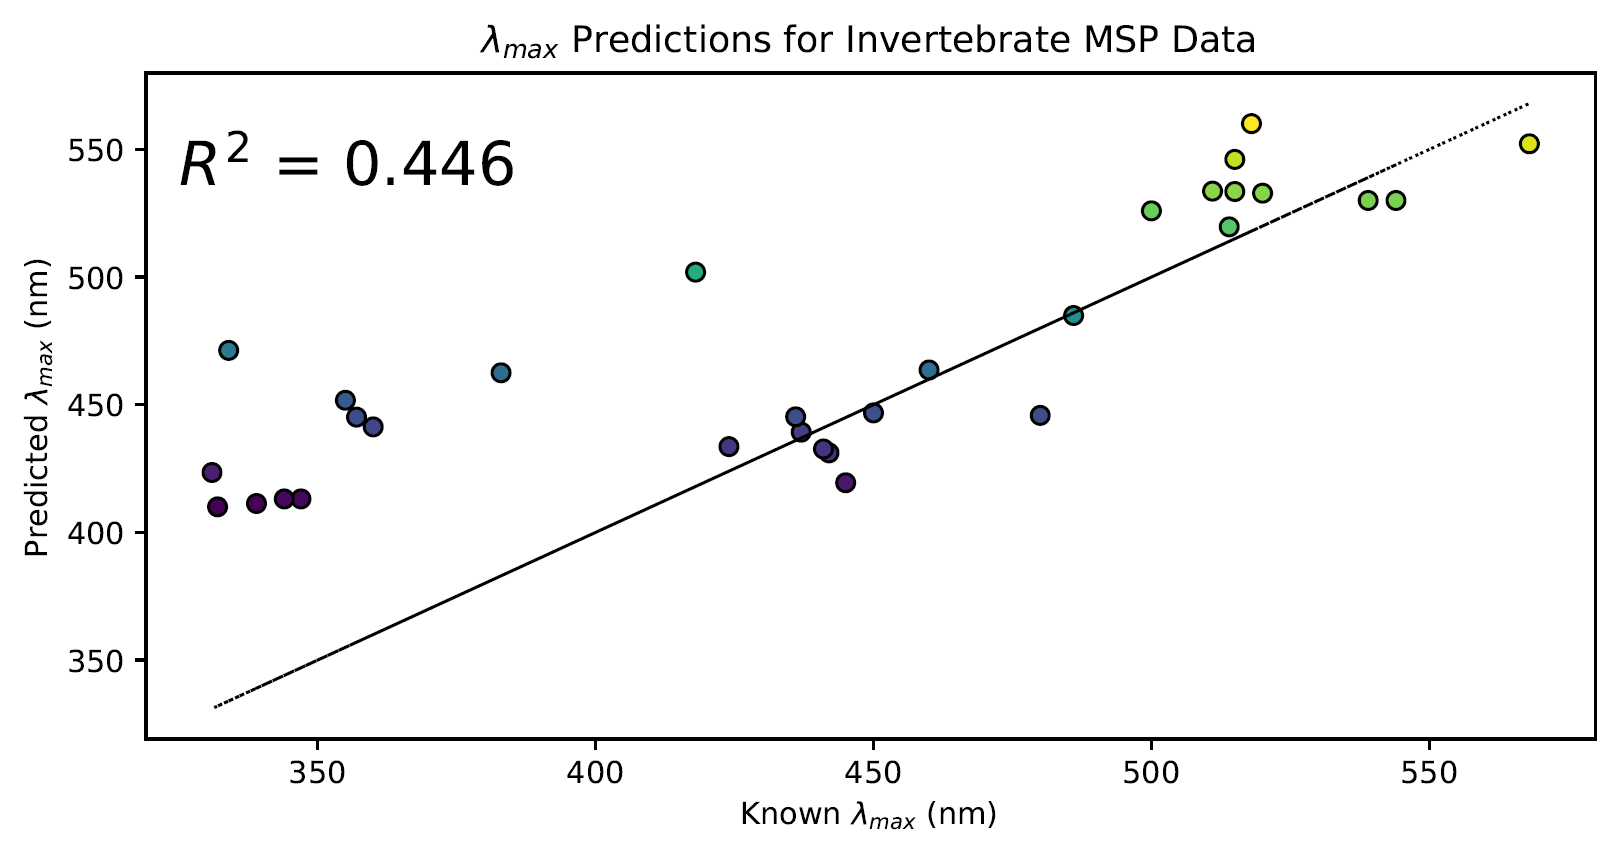 λmax Predictions for Invertebrate MSP Data
R² = 0.446
Predicted λmax (nm)
550
500
450
400
350
350 400 450 500 550
Known λmax (nm)